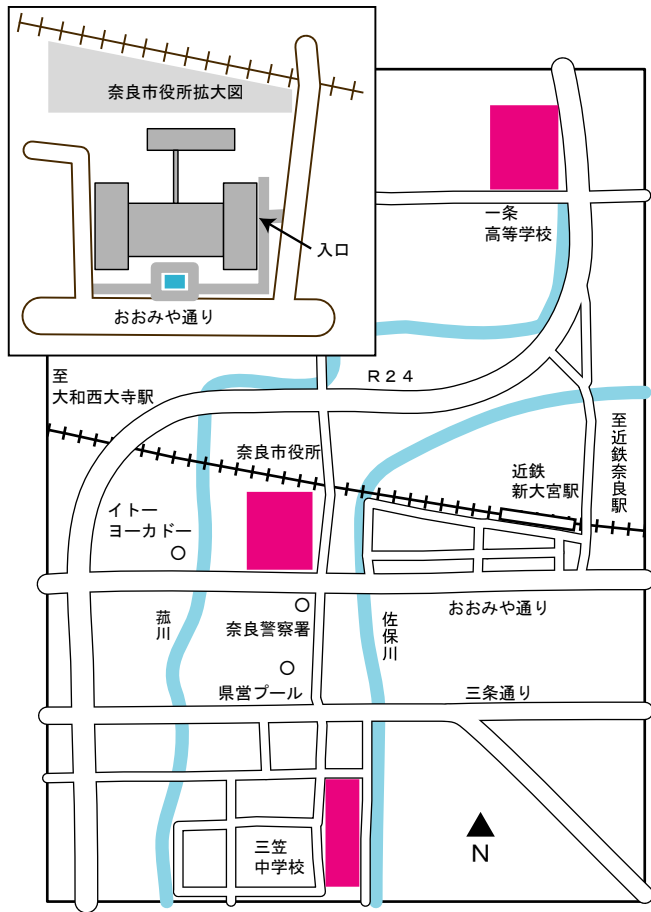 奈良市役所拡大図
入口
おおみや通り
一条
高等学校
至
大和西大寺駅
R24
奈良市役所
近鉄
新大宮駅
至近鉄奈良駅
イトー
ヨーカドー
菰川
奈良警察署
佐保川
おおみや通り
県営プール
三条通り
三笠
中学校
N